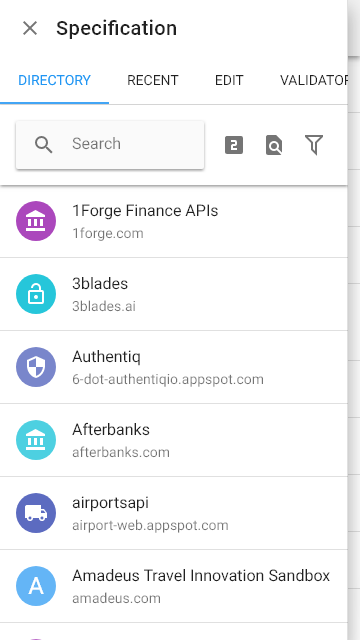 Specification
DIRECTORY RECENT EDIT VALIDATOR
Search
2
1Forge Finance APIs
1forge.com
3blades
3blades.ai
Authentiq
6-dot-authentiqio.appspot.com
Afterbanks
afterbanks.com
airportsapi
airport-web.appspot.com
A
Amadeus Travel Innovation Sandbox
amadeus.com